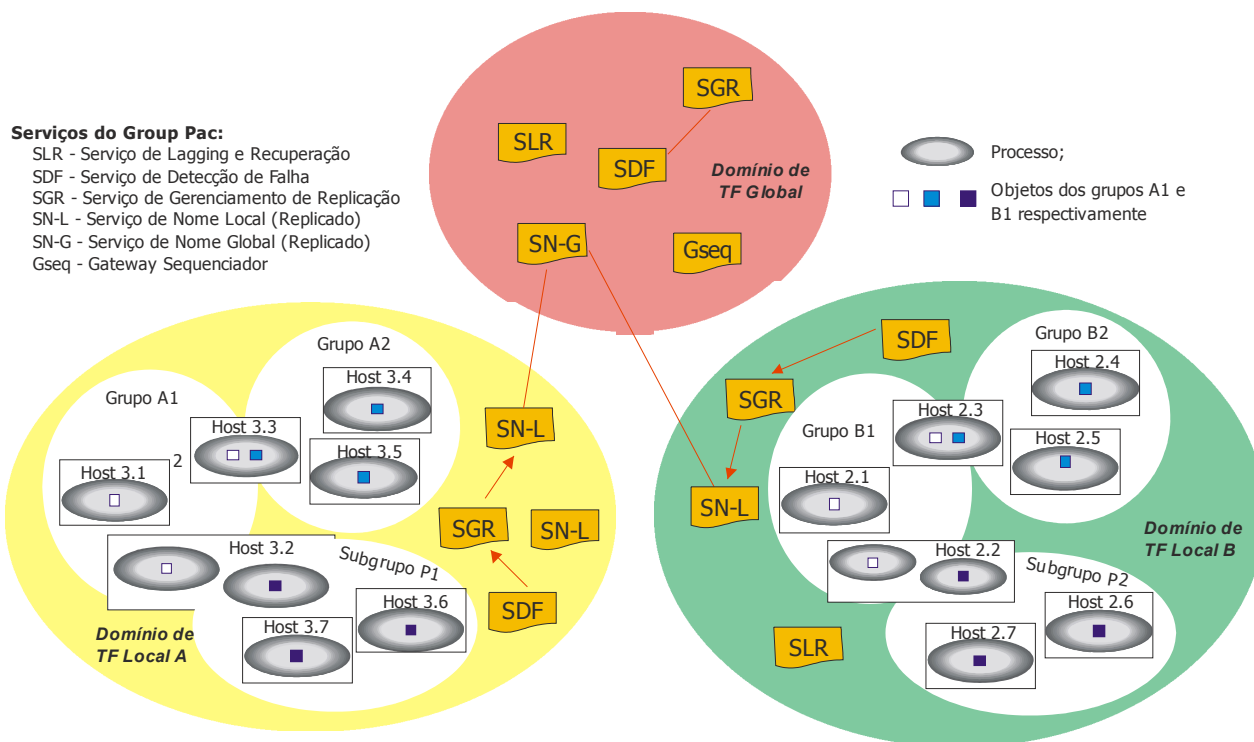 Serviços do Group Pac:
SLR - Serviço de Lagging e Recuperação
SDF - Serviço de Detecção de Falha
SGR - Serviço de Gerenciamento de Replicação
SN-L - Serviço de Nome Local (Replicado)
SN-G - Serviço de Nome Global (Replicado)
Gseq - Gateway Sequenciador
SGR
SLR
SDF
Domínio de
TF Global
SN-G
Gseq
Processo;
Objetos dos grupos A1 e
B1 respectivamente
Grupo A2
Host 3.4
Grupo A1
Host 3.3
2
Host 3.1
Host 3.5
SN-L
SGR
SN-L
Host 3.2
Subgrupo P1
Host 3.6
SDF
Host 3.7
Domínio de
TF Local A
SDF
Grupo B2
Host 2.4
SGR
Host 2.3
Grupo B1
Host 2.5
Host 2.1
SN-L
Domínio de
TF Local B
Host 2.2
Subgrupo P2
Host 2.6
Host 2.7
SLR